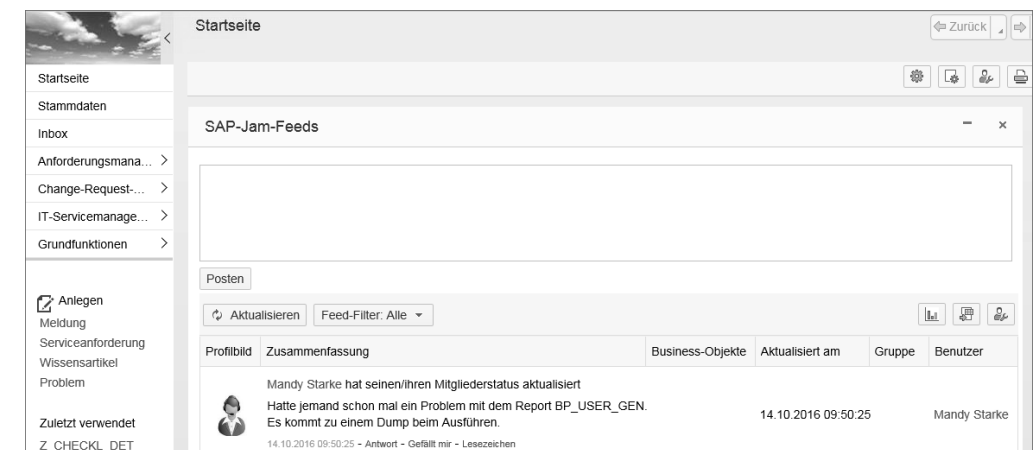 Startseite
Zurück
Startseite
Stammdaten
Inbox
Anforderungsmana...
Change-Request-...
IT-Servicemanage...
Grundfunktionen
Anlegen
Meldung
Serviceanforderung
Wissensartikel
Problem
Zuletzt verwendet
Z_CHECKL_DET
SAP-Jam-Feeds
Posten
Aktualisieren Feed-Filter: Alle
Profilbild Zusammenfassung Business-Objekte Aktualisiert am Gruppe Benutzer
Mandy Starke hat seinen/ihren Mitgliederstatus aktualisiert
Hatte jemand schon mal ein Problem mit dem Report BP_USER_GEN.
Es kommt zu einem Dump beim Ausführen.
14.10.2016 09:50:25 - Antwort - Gefällt mir - Lesezeichen
14.10.2016 09:50:25
Mandy Starke